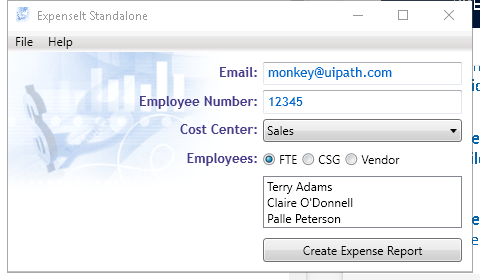 ExpenseIt Standalone
File Help
Email: monkey@uipath.com
Employee Number: 12345
Cost Center: Sales
Employees: FTE CSG Vendor
Terry Adams
Claire O'Donnell
Palle Peterson
Create Expense Report